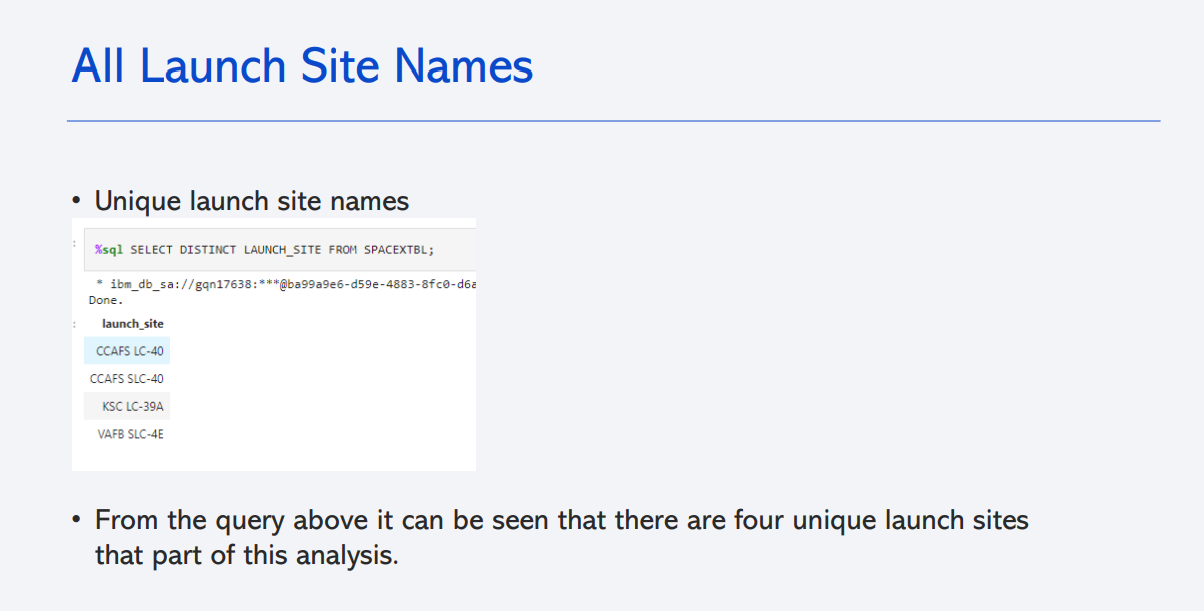 All Launch Site Names
• Unique launch site names
: %sql SELECT DISTINCT LAUNCH_SITE FROM SPACEXTBL;
* ibm_db_sa://gqn17638:***@ba99a9e6-d59e-4883-8fc0-d6a
Done.
: launch_site
CCAFS LC-40
CCAFS SLC-40
KSC LC-39A
VAFB SLC-4E
• From the query above it can be seen that there are four unique launch sites
that part of this analysis.